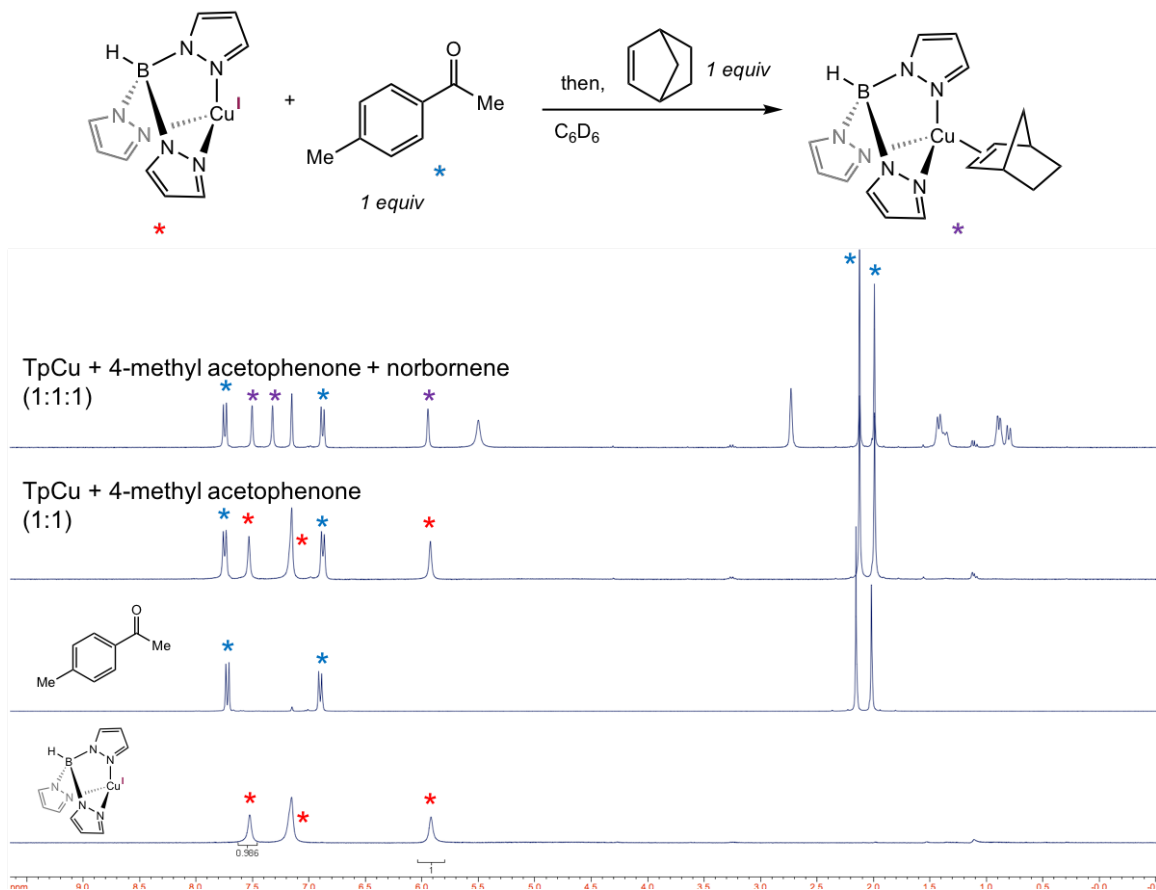 H
B
N
N
N
N
N
N
Cu
I
+
O
Me
Me
*
1 equiv
then,
1 equiv
C6D6
H
B
N
N
N
N
N
N
Cu
*
*
* *
TpCu + 4-methyl acetophenone + norbornene
(1:1:1)
* * * * *
TpCu + 4-methyl acetophenone
(1:1)
* * * * *
O
Me
Me
* *
H
B
N
N
N
N
N
N
Cu
I
* * *
0.986
1
ppm 9.0 8.5 8.0 7.5 7.0 6.5 6.0 5.5 5.0 4.5 4.0 3.5 3.0 2.5 2.0 1.5 1.0 0.5 -0.0 -0.5